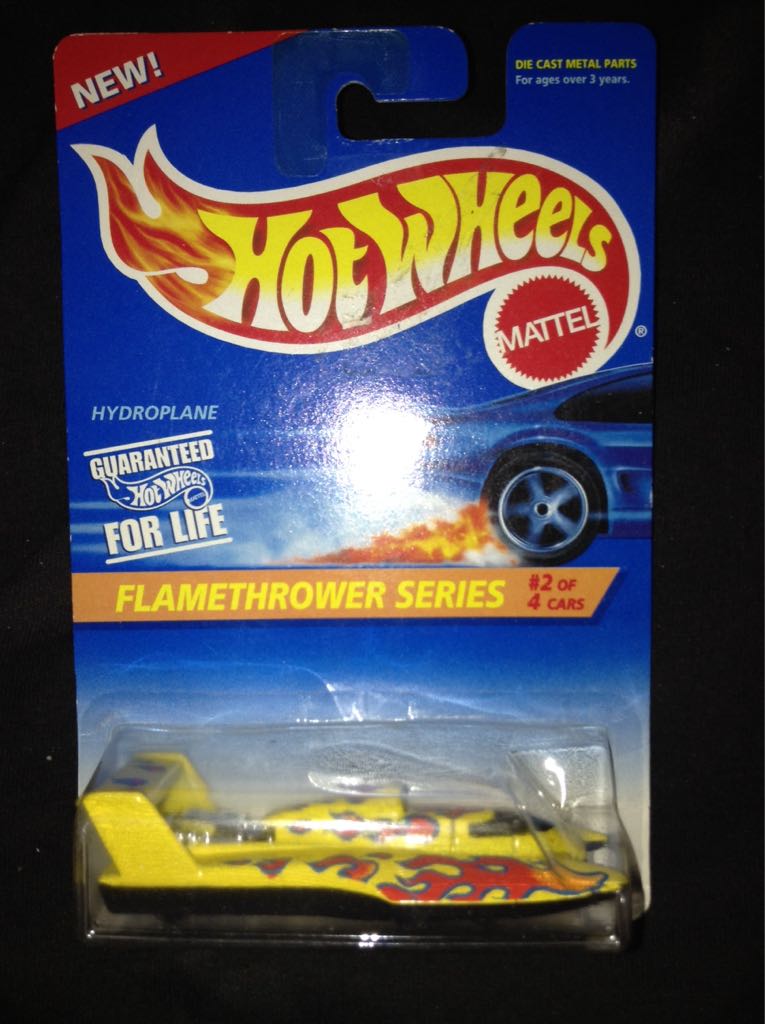 NEW!
DIE CAST METAL PARTS
For ages over 3 years.
HOT WHEELS
MATTEL
®
HYDROPLANE
GUARANTEED
HOT WHEELS
MATTEL
FOR LIFE
FLAMETHROWER SERIES
#2 OF
4 CARS